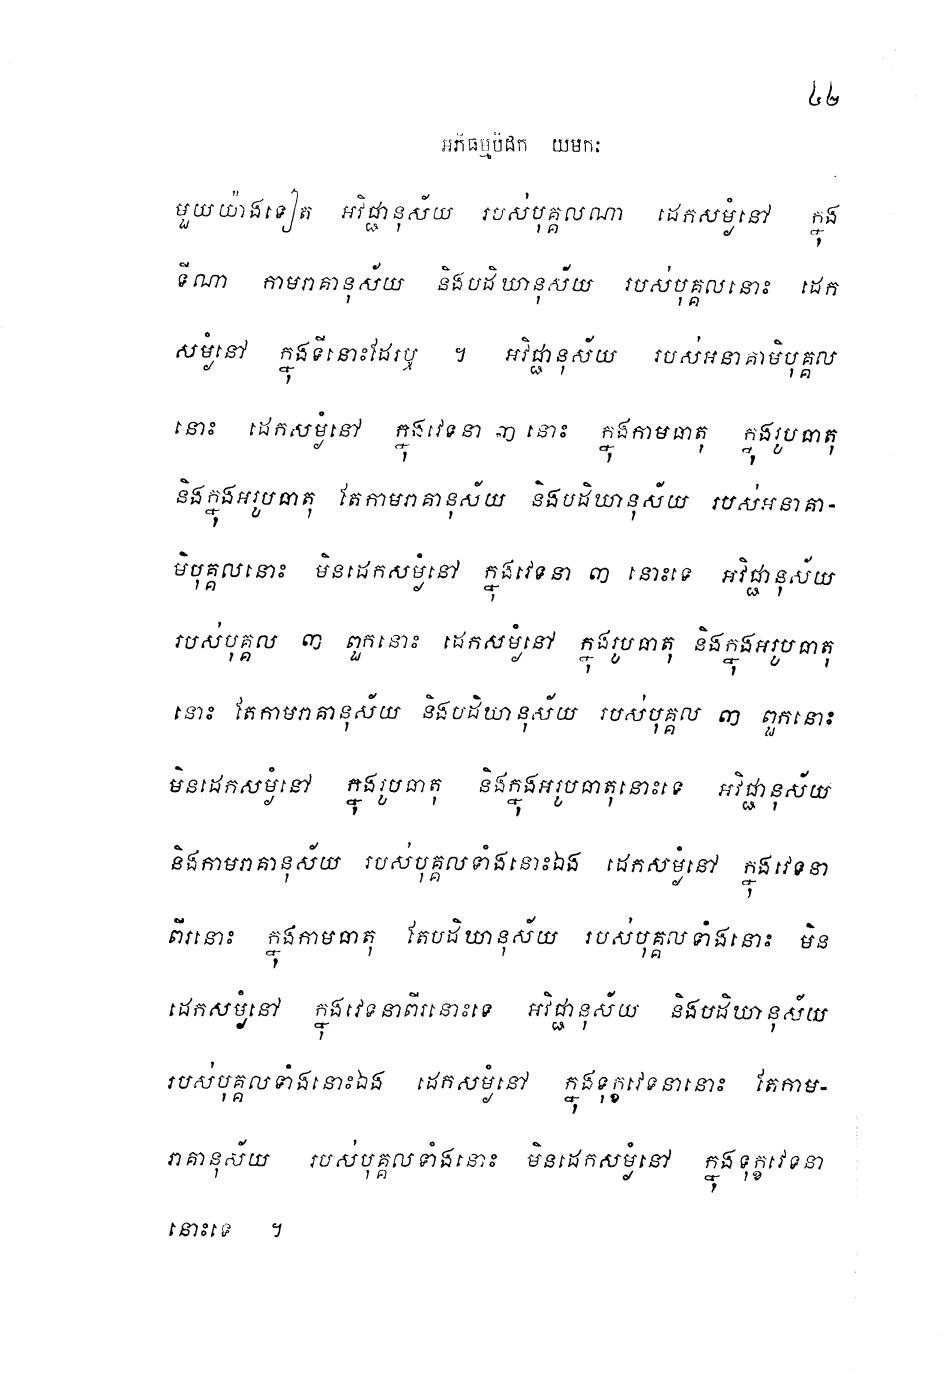 ៤២
អភិធម្មបិដក យមកៈ
មួយយ៉ាងទៀត អវិជ្ជានុស័យ របស់បុគ្គលណា ដេកសម្ងំនៅ ក្នុង
ទីណា កាមរាគានុស័យ និងបដិឃានុស័យ របស់បុគ្គលនោះ ដេក
សម្ងំនៅ ក្នុងទីនោះដែរឬ ។ អវិជ្ជានុស័យ របស់អនាគាមិបុគ្គល
នោះ ដេកសម្ងំនៅ ក្នុងវេទនា ៣ នោះ ក្នុងកាមធាតុ ក្នុងរូបធាតុ
និងក្នុងអរូបធាតុ តែកាមរាគានុស័យ និងបដិឃានុស័យ របស់អនាគា-
មិបុគ្គលនោះ មិនដេកសម្ងំនៅ ក្នុងវេទនា ៣ នោះទេ អវិជ្ជានុស័យ
របស់បុគ្គល ៣ ពួកនោះ ដេកសម្ងំនៅ ក្នុងរូបធាតុ និងក្នុងអរូបធាតុ
នោះ តែកាមរាគានុស័យ និងបដិឃានុស័យ របស់បុគ្គល ៣ ពួកនោះ
មិនដេកសម្ងំនៅ ក្នុងរូបធាតុ និងក្នុងអរូបធាតុនោះទេ អវិជ្ជានុស័យ
និងកាមរាគានុស័យ របស់បុគ្គលទាំងនោះឯង ដេកសម្ងំនៅ ក្នុងវេទនា
ពីរនោះ ក្នុងកាមធាតុ តែបដិឃានុស័យ របស់បុគ្គលទាំងនោះ មិន
ដេកសម្ងំនៅ ក្នុងវេទនាពីរនោះទេ អវិជ្ជានុស័យ និងបដិឃានុស័យ
របស់បុគ្គលទាំងនោះឯង ដេកសម្ងំនៅ ក្នុងទុក្ខវេទនានោះ តែកាម-
រាគានុស័យ របស់បុគ្គលទាំងនោះ មិនដេកសម្ងំនៅ ក្នុងទុក្ខវេទនា
នោះទេ ។